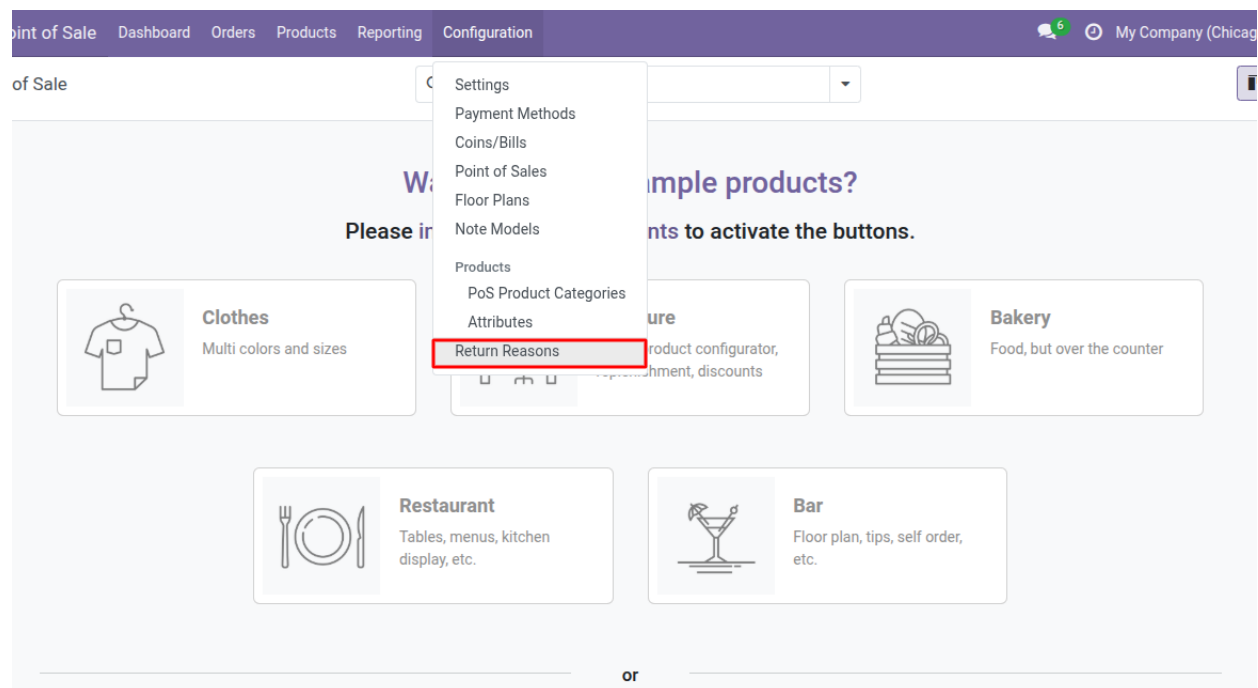 oint of Sale Dashboard Orders Products Reporting Configuration 6 My Company (Chicag
of Sale
Settings
Payment Methods
Coins/Bills
Point of Sales
Floor Plans
Note Models
Products
PoS Product Categories
Attributes
Return Reasons
mple products?
Please nts to activate the buttons.
Clothes
Multi colors and sizes
ure
roduct configurator,
replenishment, discounts
Bakery
Food, but over the counter
Restaurant
Tables, menus, kitchen
display, etc.
Bar
Floor plan, tips, self order,
etc.
or